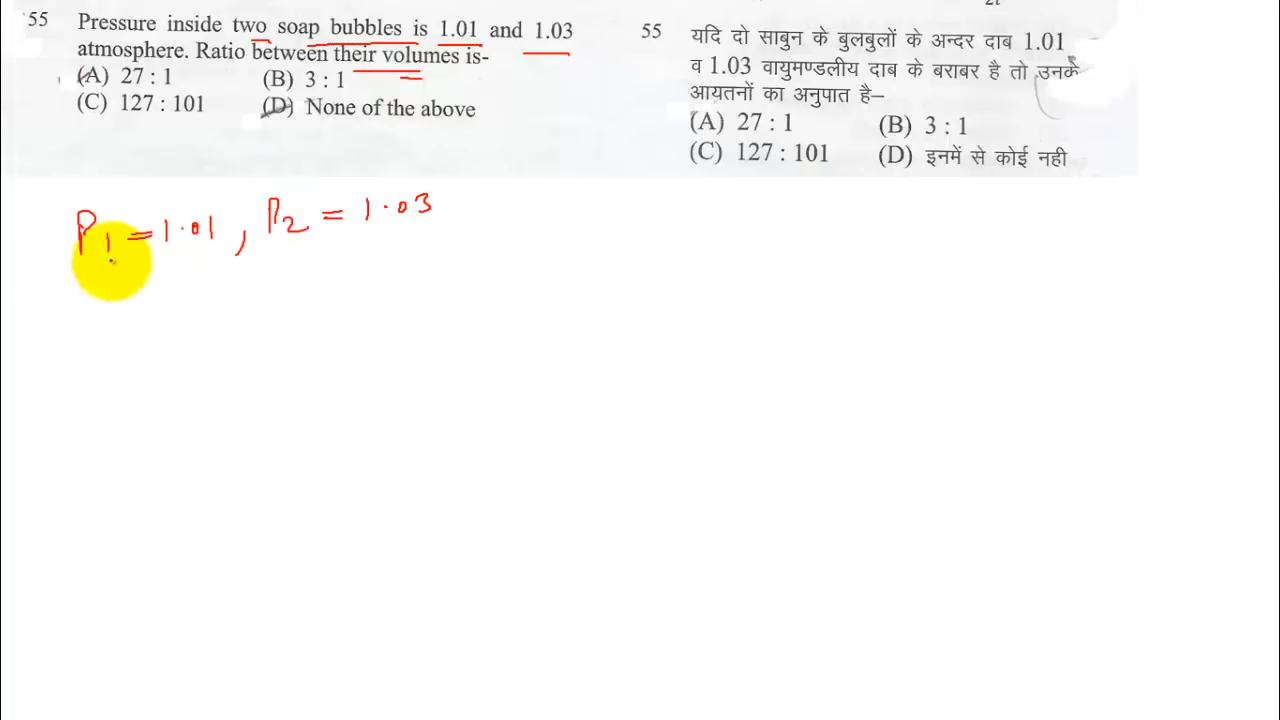 55 Pressure inside two soap bubbles is 1.01 and 1.03
atmosphere. Ratio between their volumes is-
(A) 27 : 1 (B) 3 : 1
(C) 127 : 101 (D) None of the above
55 यदि दो साबुन के बुलबुलों के अन्दर दाब 1.01
व 1.03 वायुमण्डलीय दाब के बराबर है तो उनके
आयतनों का अनुपात है–
(A) 27 : 1 (B) 3 : 1
(C) 127 : 101 (D) इनमें से कोई नही
P1 = 1.01 , P2 = 1.03